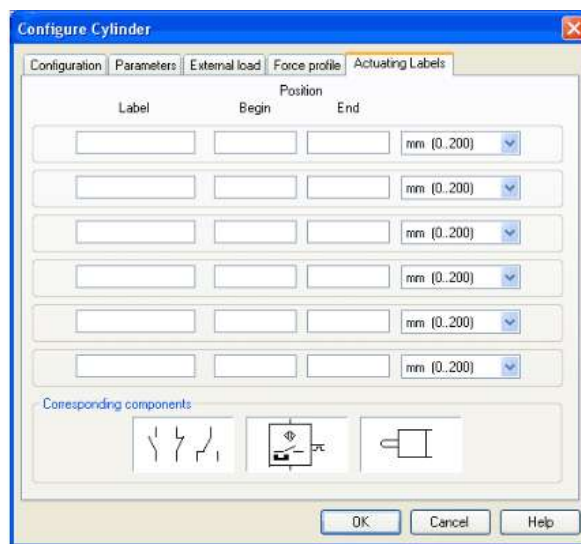 Configure Cylinder
Configuration Parameters External load Force profile Actuating Labels
Position
Label Begin End
mm (0..200)
mm (0..200)
mm (0..200)
mm (0..200)
mm (0..200)
mm (0..200)
Corresponding components
OK Cancel Help